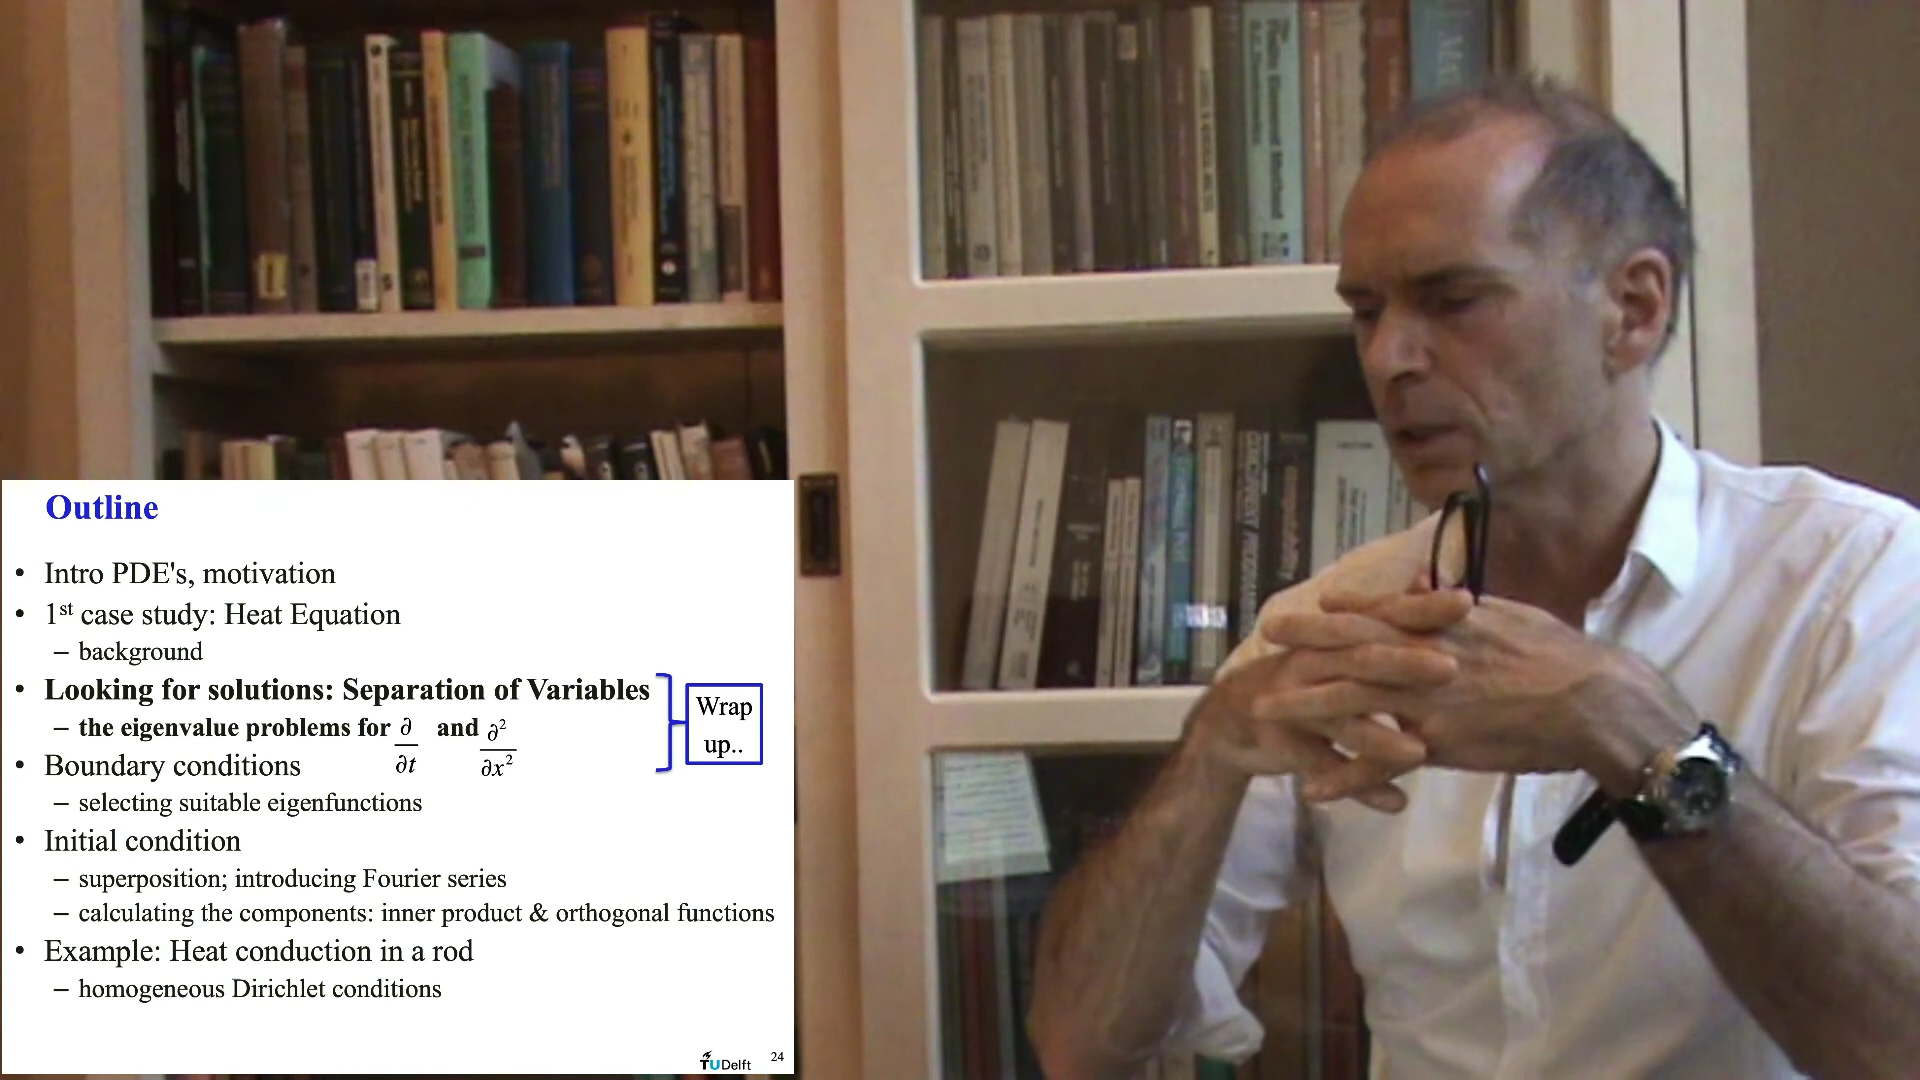 Outline
• Intro PDE's, motivation
• 1st case study: Heat Equation
– background
• Looking for solutions: Separation of Variables
– the eigenvalue problems for ∂/∂t and ∂²/∂x²
Wrap
up..
• Boundary conditions
– selecting suitable eigenfunctions
• Initial condition
– superposition; introducing Fourier series
– calculating the components: inner product & orthogonal functions
• Example: Heat conduction in a rod
– homogeneous Dirichlet conditions
TUDelft
24